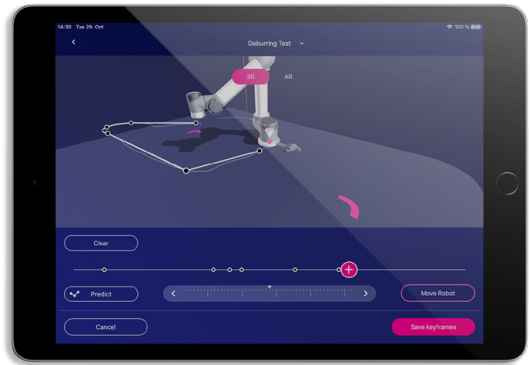 14:30 Tue 29. Oct
100 %
Deburring Test
3D
AR
Clear
Predict
Move Robot
Cancel
Save keyframes